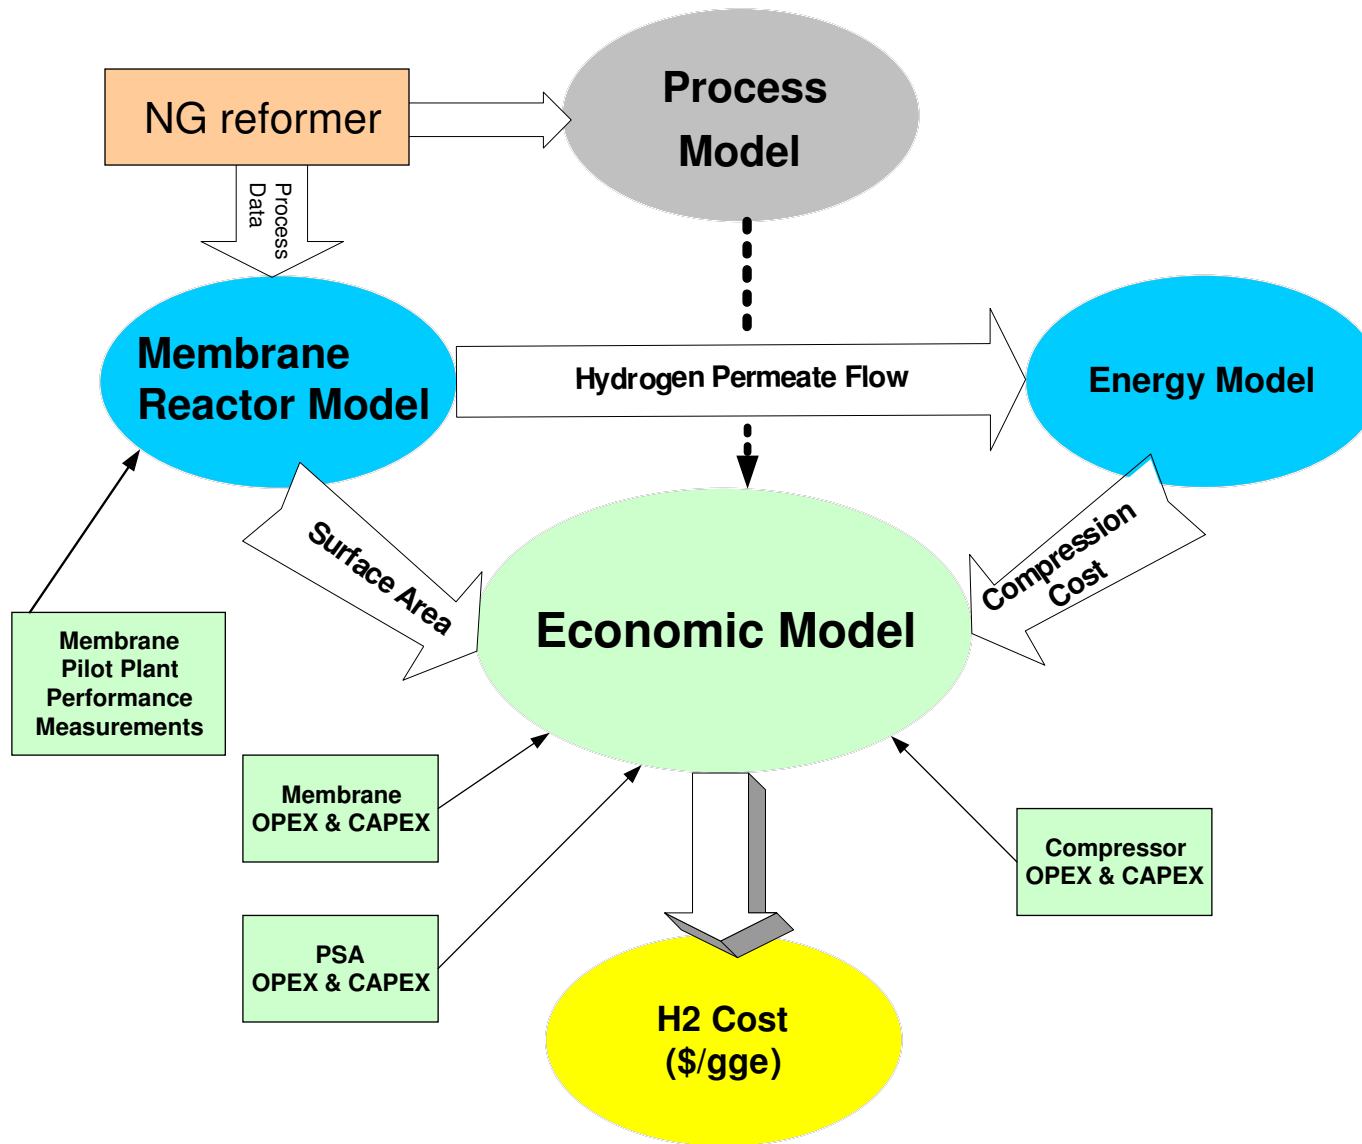 Process
Model
NG reformer
Process
Data
Membrane
Reactor Model
Hydrogen Permeate Flow
Energy Model
Surface Area
Compression
Cost
Economic Model
Membrane
Pilot Plant
Performance
Measurements
Membrane
OPEX & CAPEX
Compressor
OPEX & CAPEX
PSA
OPEX & CAPEX
H2 Cost
($/gge)